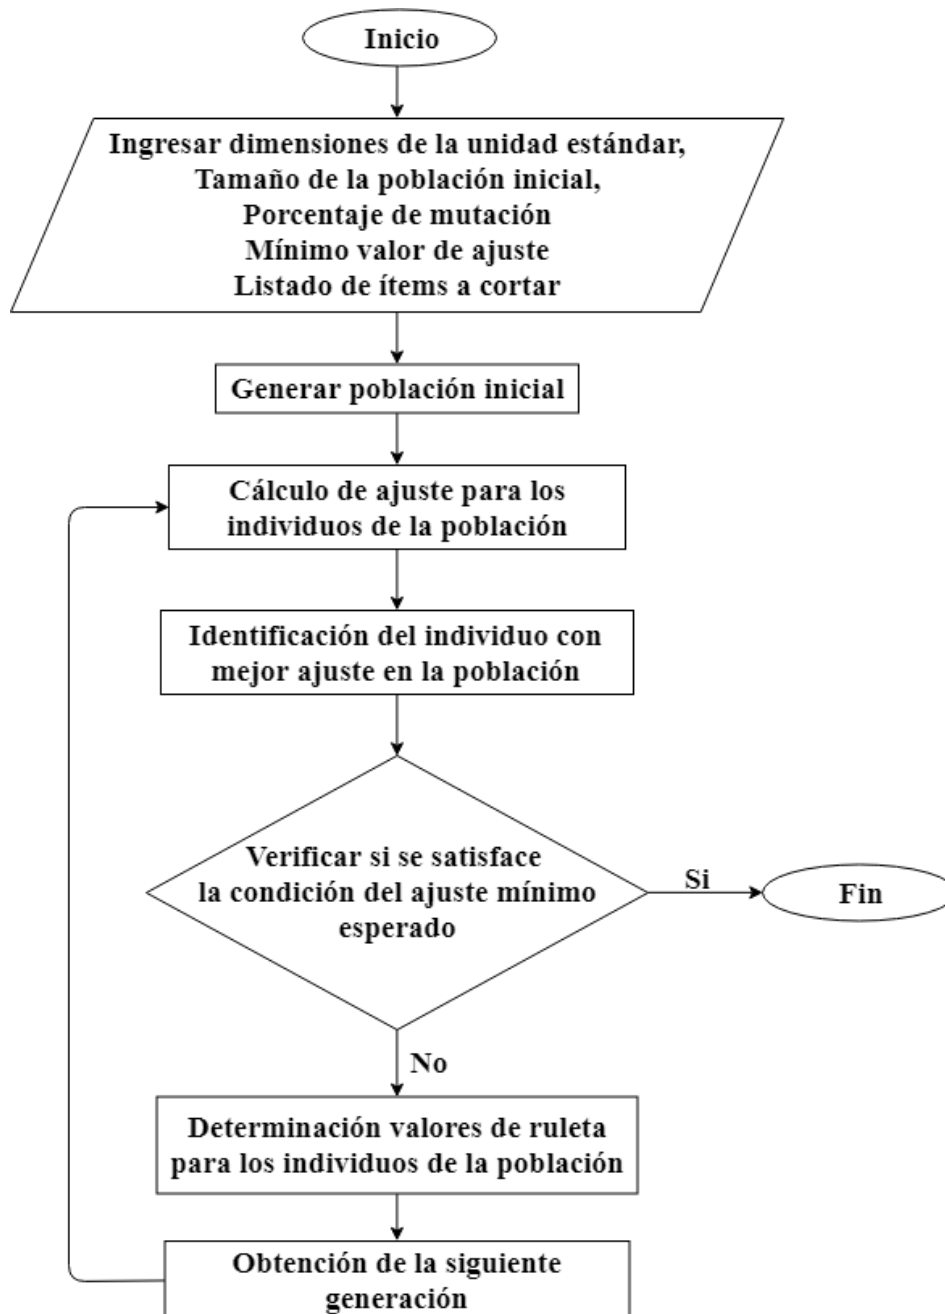 Inicio
Ingresar dimensiones de la unidad estándar,
Tamaño de la población inicial,
Porcentaje de mutación
Mínimo valor de ajuste
Listado de ítems a cortar
Generar población inicial
Cálculo de ajuste para los
individuos de la población
Identificación del individuo con
mejor ajuste en la población
Verificar si se satisface
la condición del ajuste mínimo
esperado
Si
Fin
No
Determinación valores de ruleta
para los individuos de la población
Obtención de la siguiente
generación